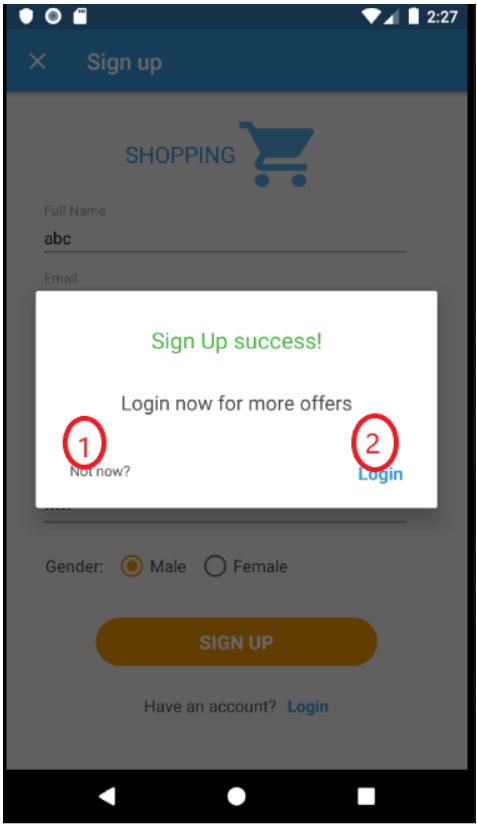 2:27
Sign up
SHOPPING
Full Name
abc
Email
Sign Up success!
Login now for more offers
1
2
Not now?
Login
Gender: Male Female
SIGN UP
Have an account? Login